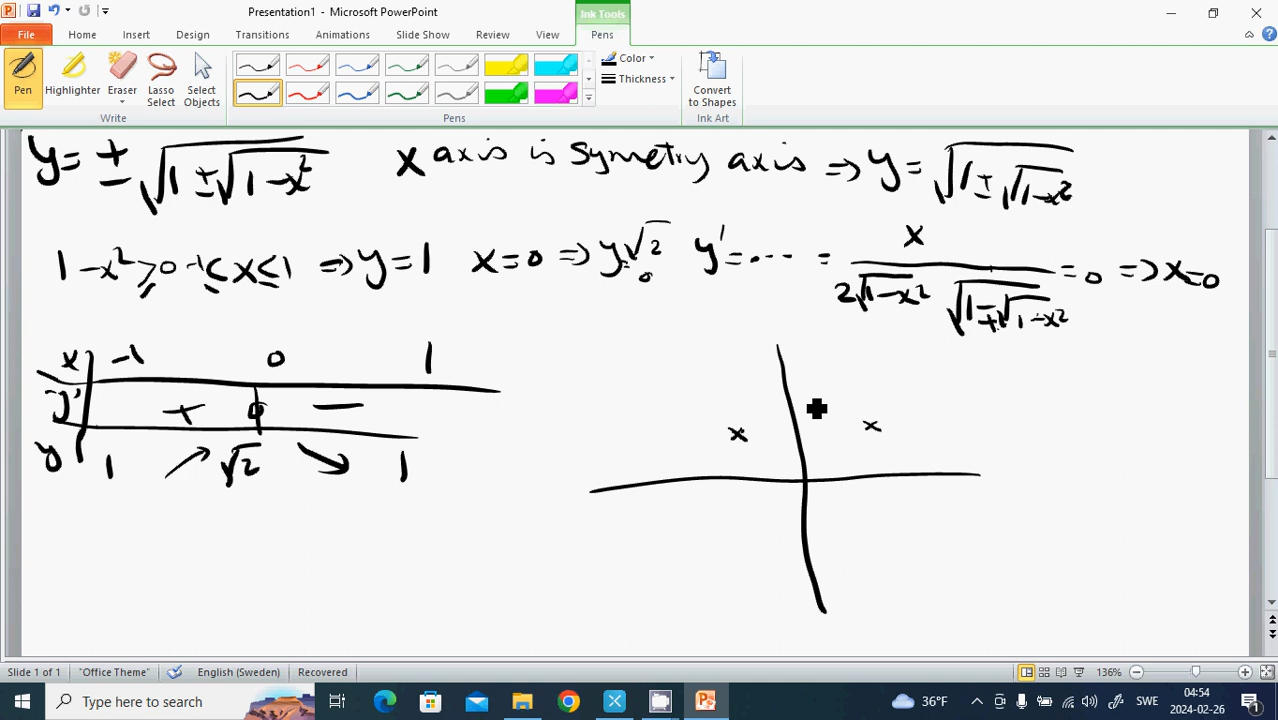 Presentation1 - Microsoft PowerPoint
Ink Tools
File Home Insert Design Transitions Animations Slide Show Review View Pens
Pen Highlighter Eraser Lasso Select Select Objects
Color
Thickness
Convert to Shapes
Write Pens Ink Art
y = ± √(1 ± √(1-x²)) x axis is Symetry axis ⇒ y = √(1 ± √(1-x²))
1-x² ≥ 0 -1 ≤ x ≤ 1 ⇒ y = 1 x = 0 ⇒ y = √2 0 y' = .... = x / (2√(1-x²) √(1 ± √(1-x²))) = 0 ⇒ x = 0
x -1 0 1
y' + 0 −
y 1 ↗ √2 ↘ 1
x x
Slide 1 of 1 "Office Theme" English (Sweden) Recovered 136%
Type here to search 36°F SWE 04:54
2024-02-26